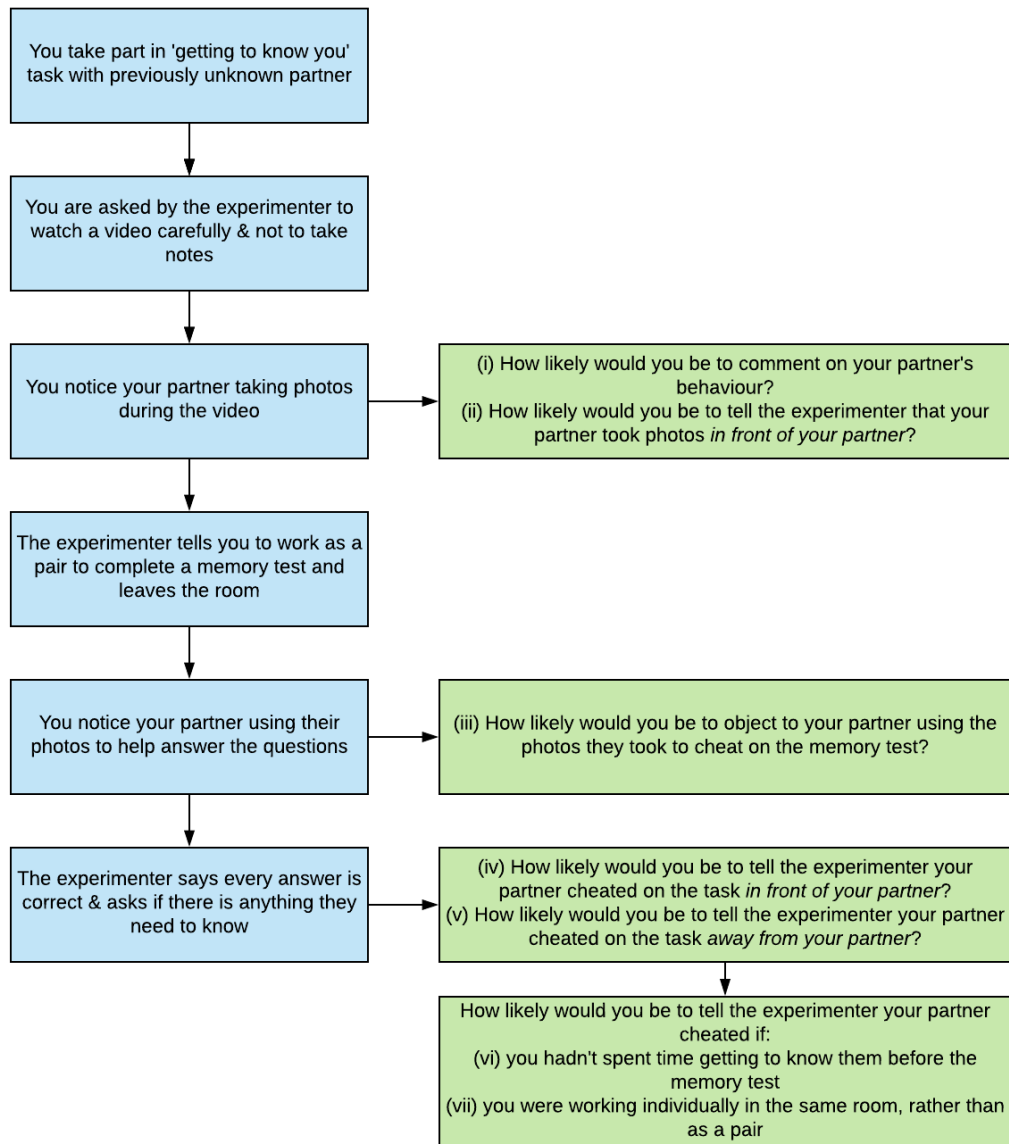 You take part in 'getting to know you'
task with previously unknown partner
You are asked by the experimenter to
watch a video carefully & not to take
notes
You notice your partner taking photos
during the video
(i) How likely would you be to comment on your partner's
behaviour?
(ii) How likely would you be to tell the experimenter that your
partner took photos in front of your partner?
The experimenter tells you to work as a
pair to complete a memory test and
leaves the room
You notice your partner using their
photos to help answer the questions
(iii) How likely would you be to object to your partner using the
photos they took to cheat on the memory test?
The experimenter says every answer is
correct & asks if there is anything they
need to know
(iv) How likely would you be to tell the experimenter your
partner cheated on the task in front of your partner?
(v) How likely would you be to tell the experimenter your partner
cheated on the task away from your partner?
How likely would you be to tell the experimenter your partner
cheated if:
(vi) you hadn't spent time getting to know them before the
memory test
(vii) you were working individually in the same room, rather than
as a pair